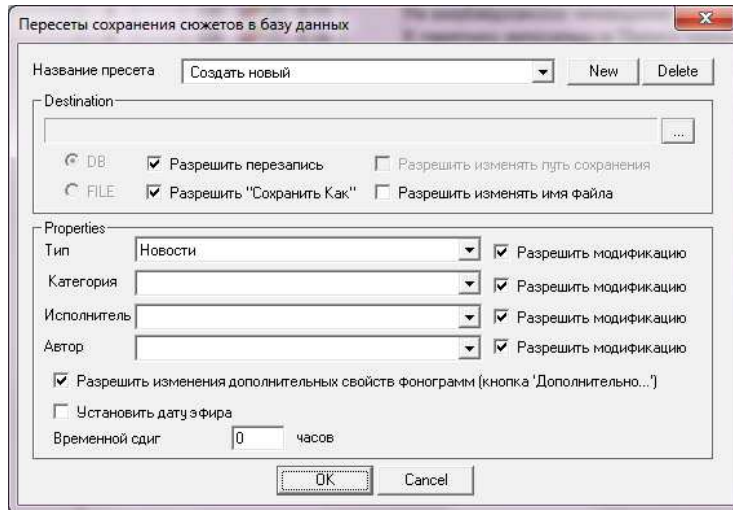 Пересеты сохранения сюжетов в базу данных
Название пресета Создать новый New Delete
Destination
...
DB Разрешить перезапись Разрешить изменять путь сохранения
FILE Разрешить "Сохранить Как" Разрешить изменять имя файла
Properties
Тип Новости Разрешить модификацию
Категория Разрешить модификацию
Исполнитель Разрешить модификацию
Автор Разрешить модификацию
Разрешить изменения дополнительных свойств фонограмм (кнопка 'Дополнительно...')
Установить дату эфира
Временной сдиг 0 часов
OK Cancel